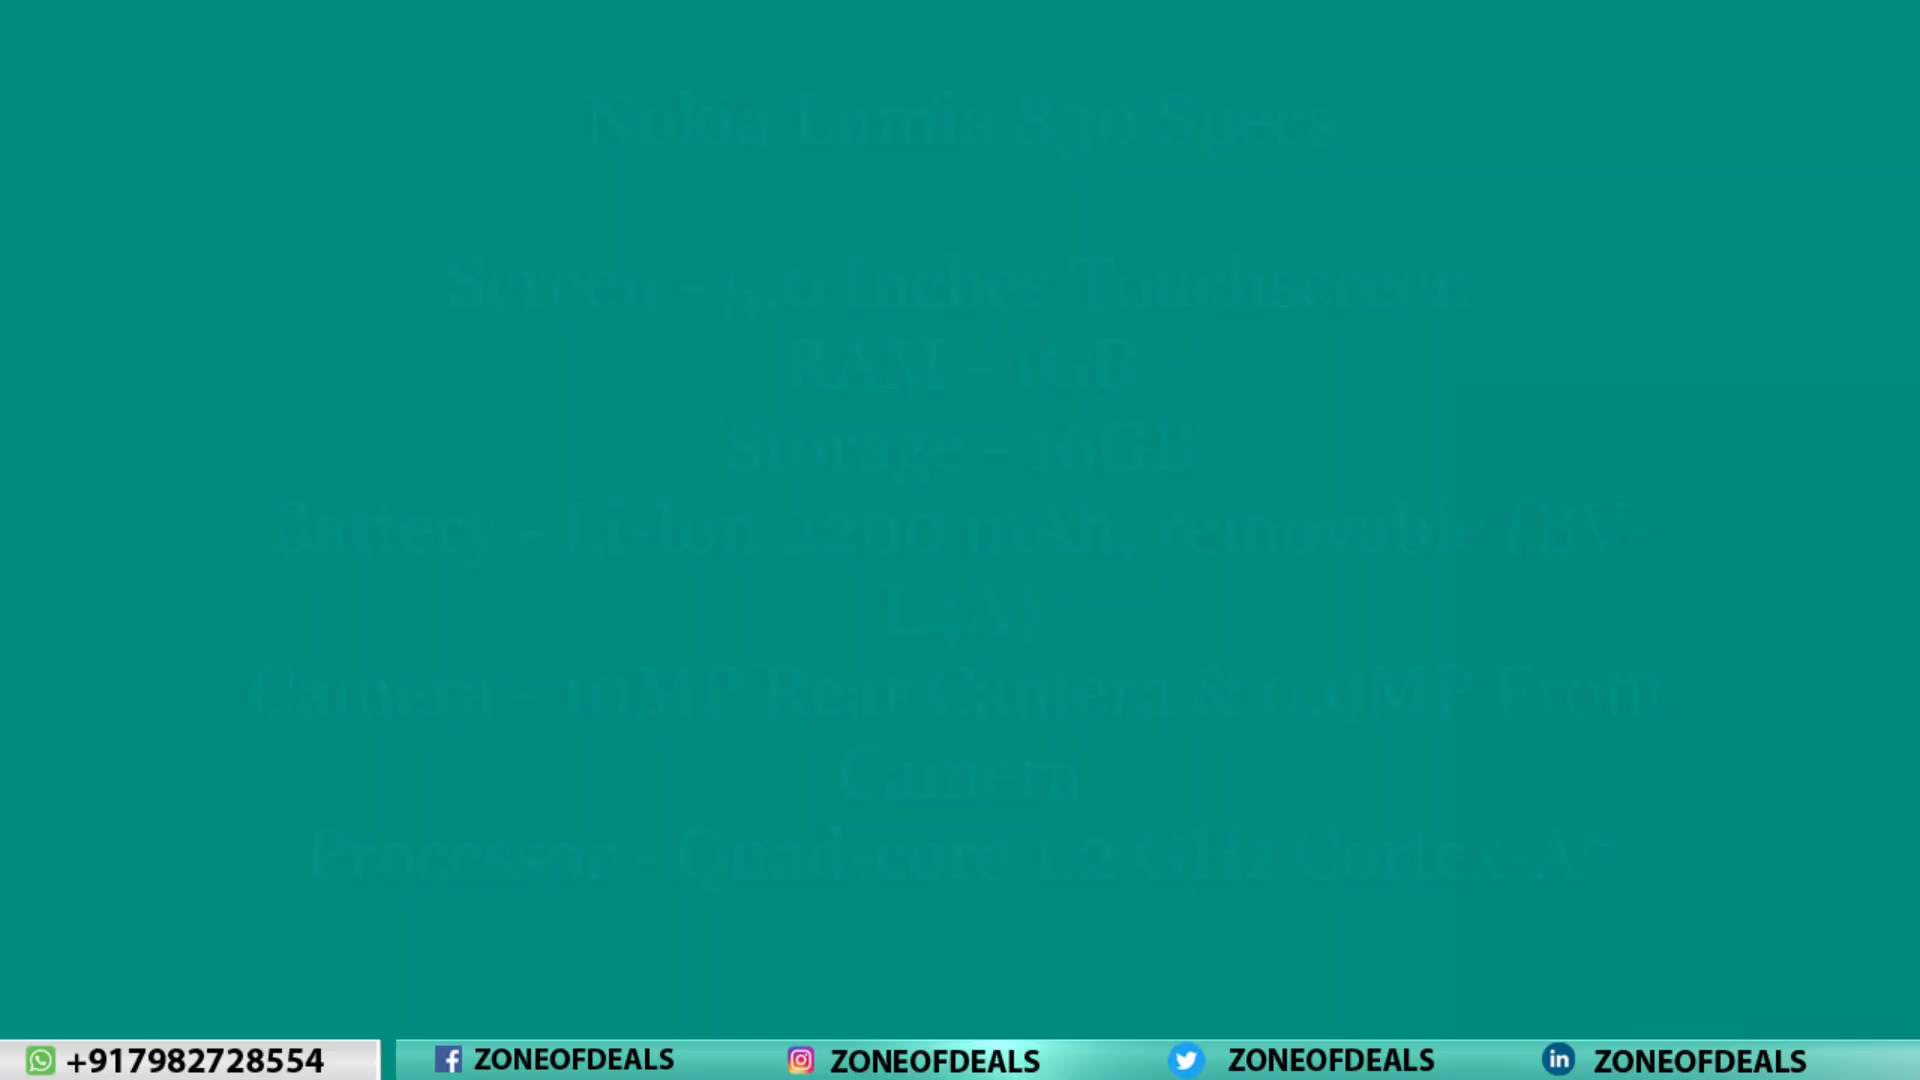 Nokia Lumia 830 Specs
Screen - 5.0 Inches Touchscreen
RAM - 1GB
Storage - 16GB
Battery - Li-Ion 2200 mAh, removable (BV-
L4A)
Camera - 10MP Rear Camera & 0.9MP Front
Camera
Processor - Quad-core 1.2 GHz Cortex-A7
+917982728554 ZONEOFDEALS ZONEOFDEALS ZONEOFDEALS ZONEOFDEALS